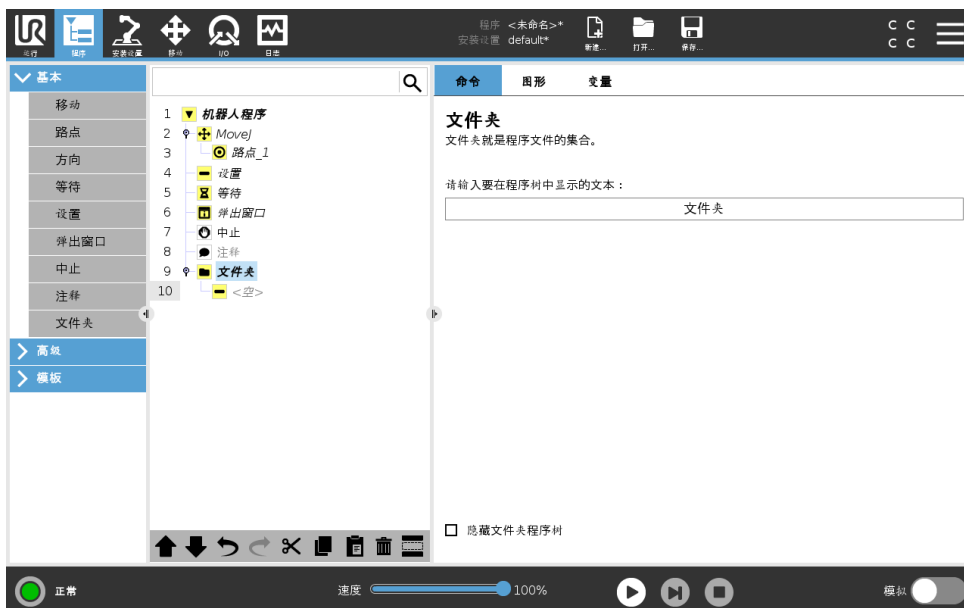 UR
运行
程序
安装设置
移动
I/O
日志
程序 <未命名>*
安装设置 default*
新建...
打开...
保存...
C C
C C
基本
移动
路点
方向
等待
设置
弹出窗口
中止
注释
文件夹
高级
模板
1 机器人程序
2 MoveJ
3 路点_1
4 设置
5 等待
6 弹出窗口
7 中止
8 注释
9 文件夹
10 <空>
命令 图形 变量
文件夹
文件夹就是程序文件的集合。
请输入要在程序树中显示的文本：
文件夹
隐藏文件夹程序树
正常
速度 100%
模拟